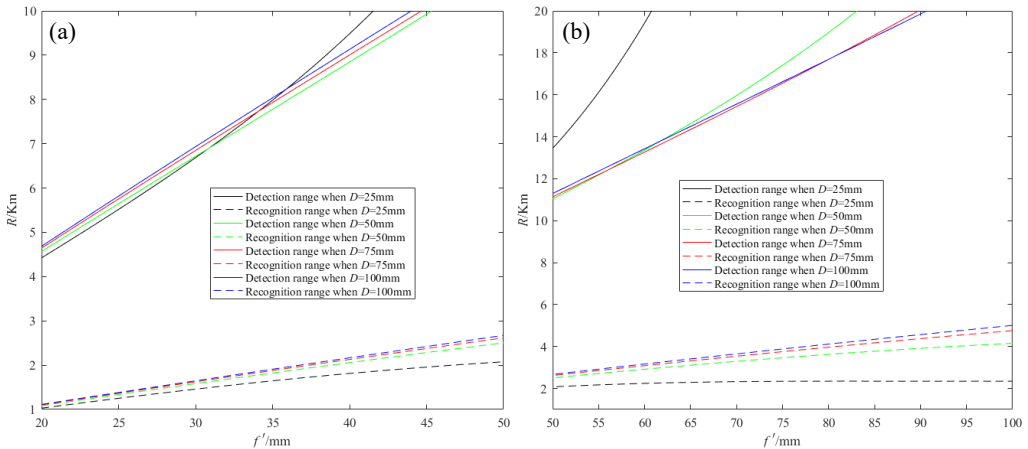 (a)
10
9
8
7
6
5
4
3
2
1
R/Km
20 25 30 35 40 45 50
f '/mm
Detection range when D=25mm
Recognition range when D=25mm
Detection range when D=50mm
Recognition range when D=50mm
Detection range when D=75mm
Recognition range when D=75mm
Detection range when D=100mm
Recognition range when D=100mm
(b)
20
18
16
14
12
10
8
6
4
2
R/Km
50 55 60 65 70 75 80 85 90 95 100
f '/mm
Detection range when D=25mm
Recognition range when D=25mm
Detection range when D=50mm
Recognition range when D=50mm
Detection range when D=75mm
Recognition range when D=75mm
Detection range when D=100mm
Recognition range when D=100mm